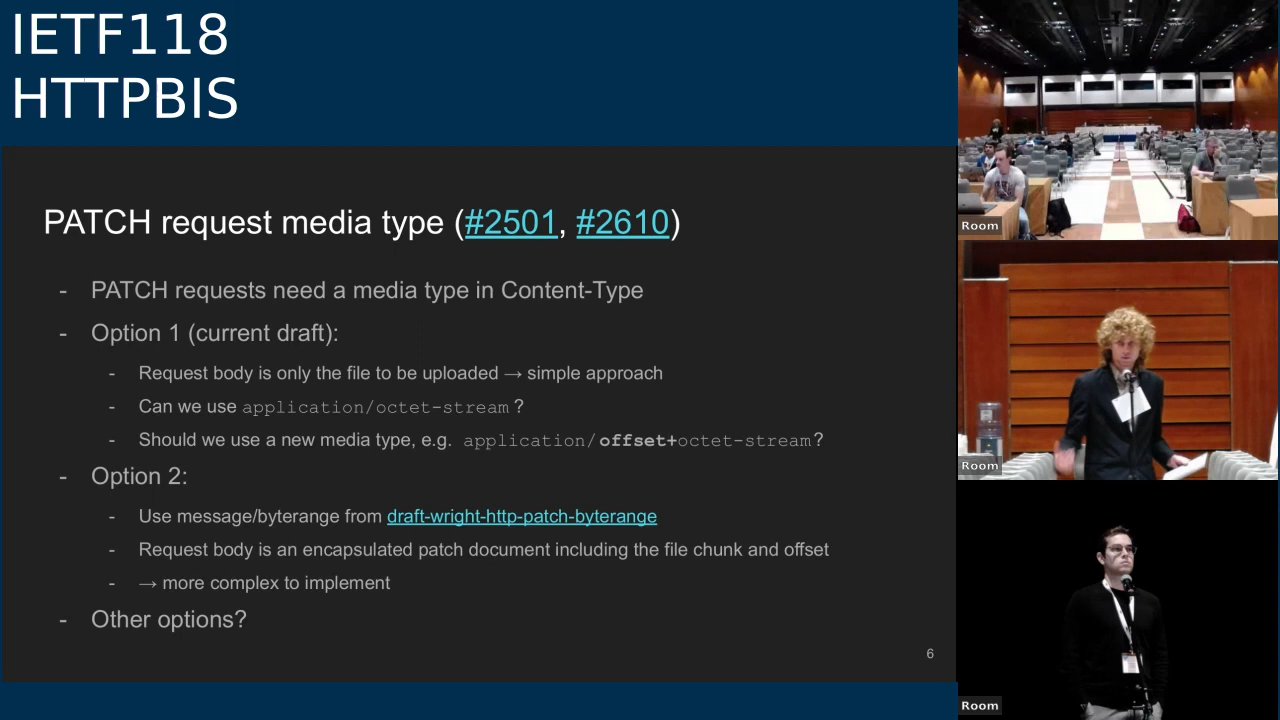 IETF118
HTTPBIS
PATCH request media type (#2501, #2610)
- PATCH requests need a media type in Content-Type
- Option 1 (current draft):
- Request body is only the file to be uploaded → simple approach
- Can we use application/octet-stream ?
- Should we use a new media type, e.g. application/offset+octet-stream?
- Option 2:
- Use message/byterange from draft-wright-http-patch-byterange
- Request body is an encapsulated patch document including the file chunk and offset
- → more complex to implement
- Other options?
6
Room
Room
Room